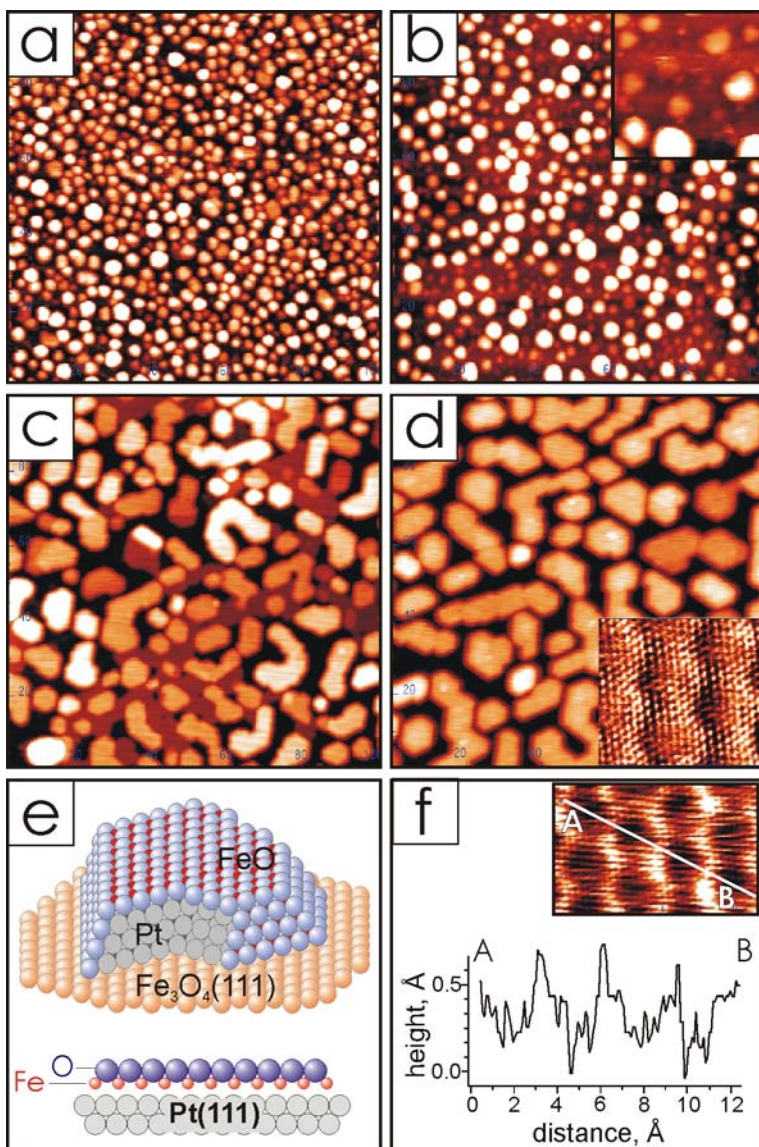 a
b
c
d
e
FeO
Pt
Fe₃O₄(111)
O
Fe
Pt(111)
f
A
B
A B
height, Å
0.5
0.0
0 2 4 6 8 10 12
distance, Å